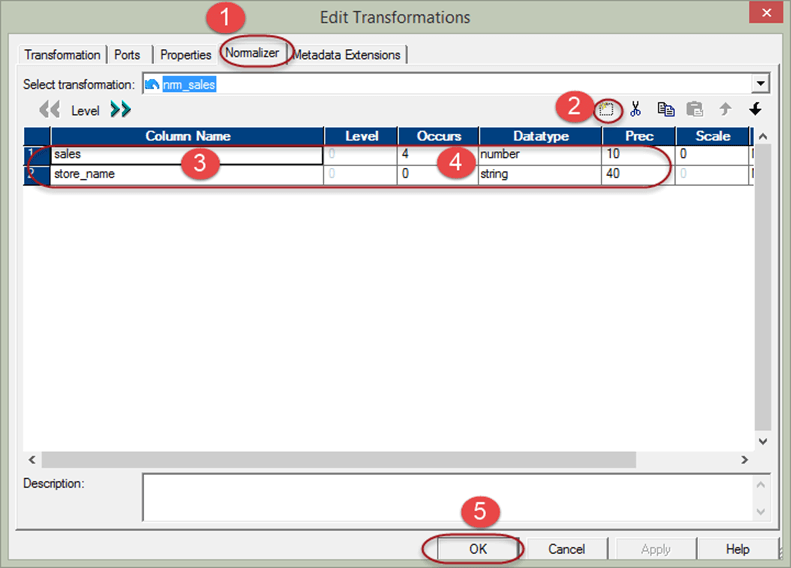 1
Edit Transformations
Transformation Ports Properties Normalizer Metadata Extensions
Select transformation: nrm_sales
2
Level
Column Name Level Occurs Datatype Prec Scale
1 sales 0 4 number 10 0
3 4
2 store_name 0 0 string 40 0
Description:
5
OK Cancel Apply Help